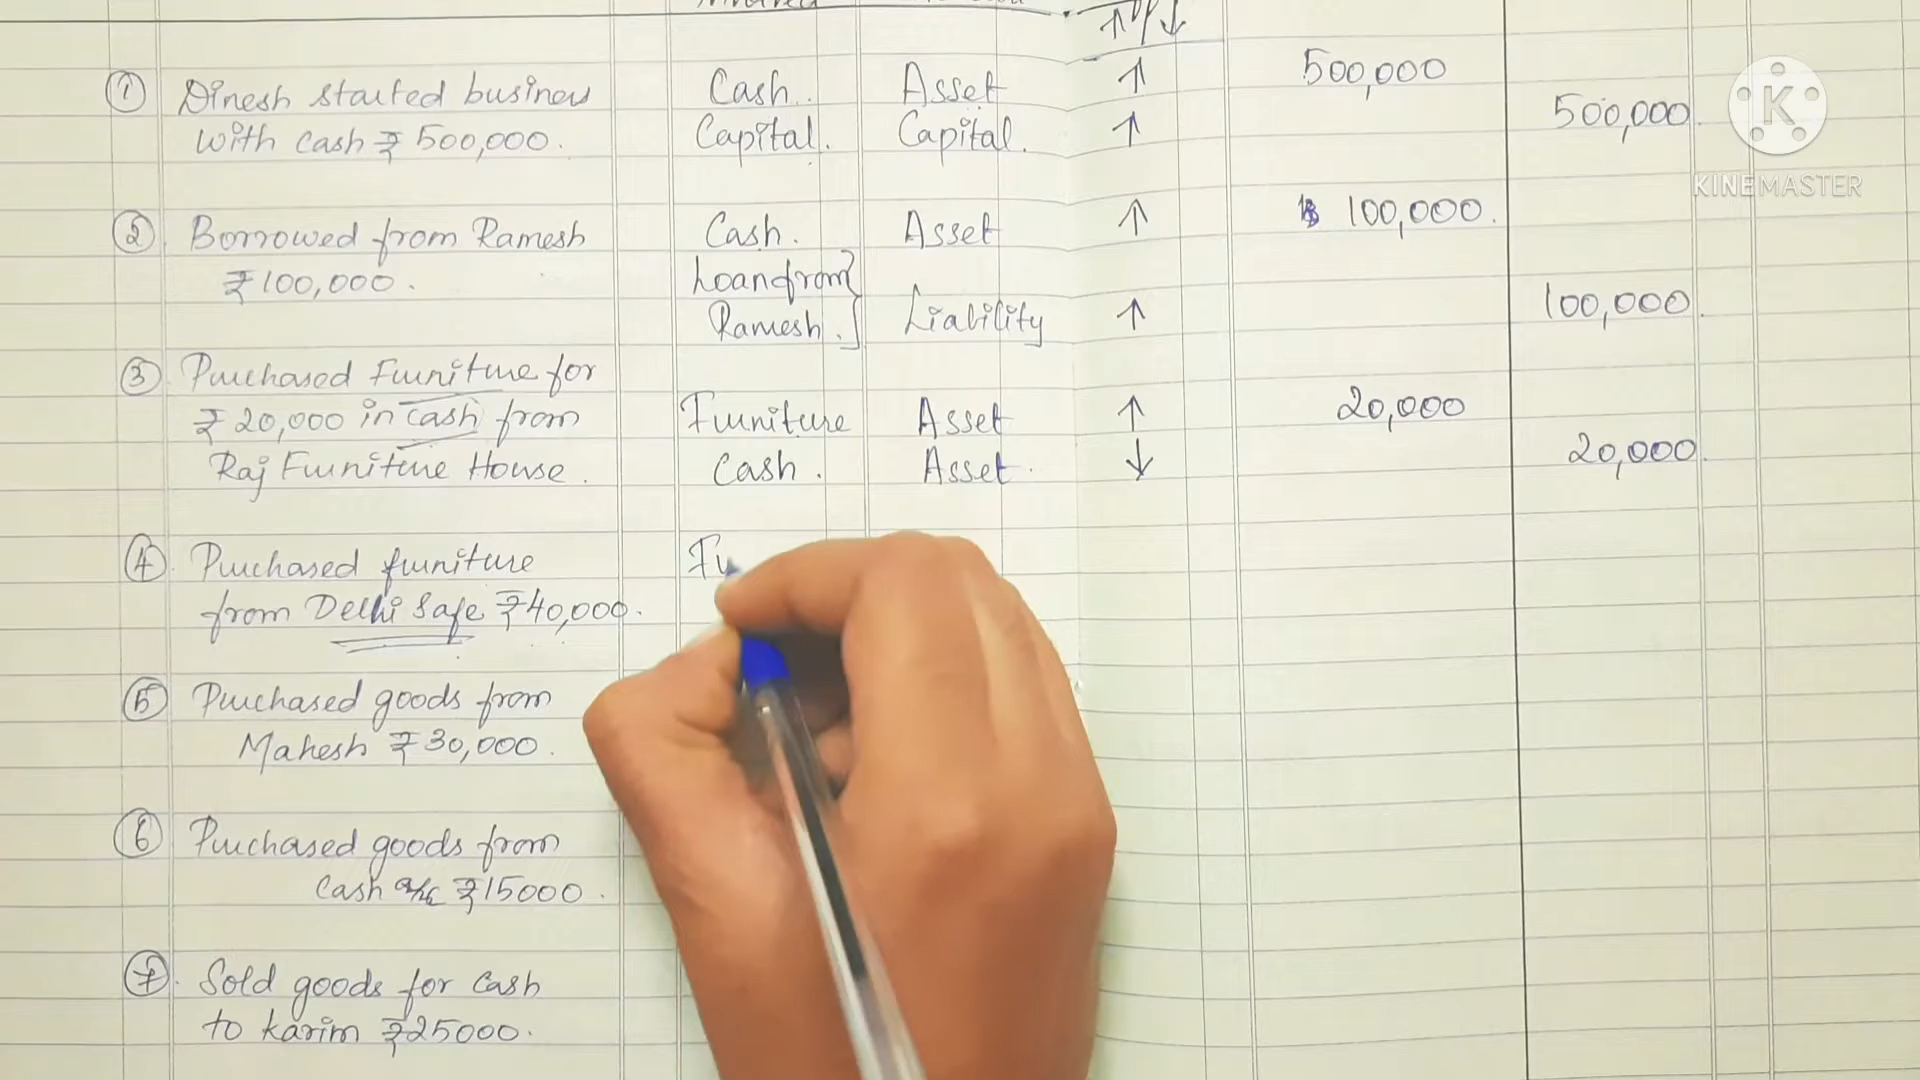 ↑/↓
① Dinesh started business Cash. Asset ↑ 500,000
with cash ₹ 500,000. Capital. Capital. ↑ 500,000.
② Borrowed from Ramesh Cash. Asset ↑ 100,000.
₹ 100,000. Loan from
Ramesh. Liability ↑ 100,000.
③ Purchased Furniture for
₹ 20,000 in cash from Furniture Asset ↑ 20,000
Raj Furniture House. Cash. Asset. ↓ 20,000.
④ Purchased furniture Fu
from Delhi Safe ₹ 40,000.
⑤ Purchased goods from
Mahesh ₹ 30,000.
⑥ Purchased goods from
Cash a/c ₹ 15000.
⑦ Sold goods for cash
to Karim ₹ 25000.
K
KINEMASTER